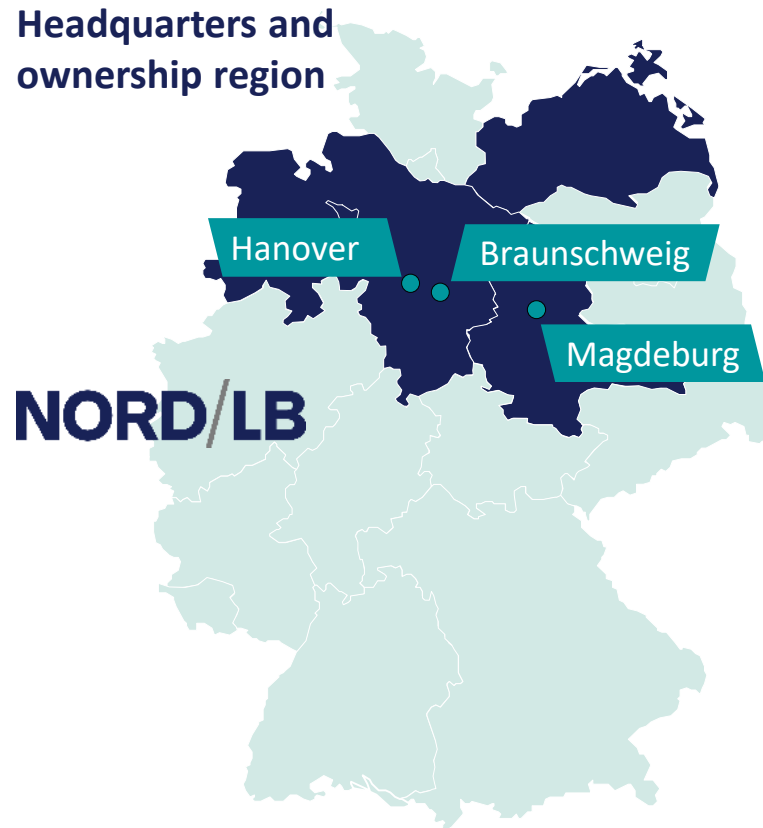 Headquarters and
ownership region
Hanover
Braunschweig
Magdeburg
NORD/LB